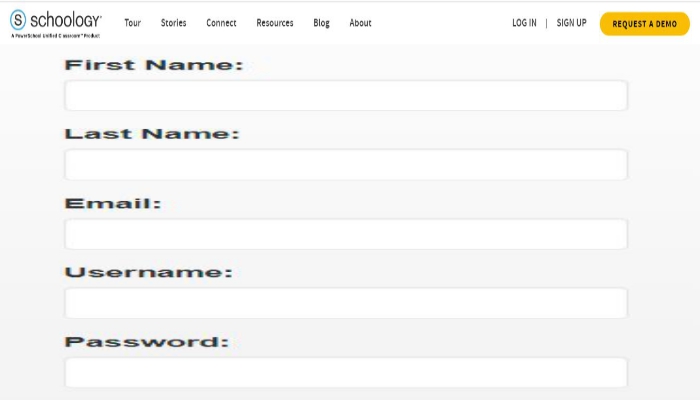 S schoology
A PowerSchool Unified Classroom™ Product
Tour Stories Connect Resources Blog About
LOG IN | SIGN UP REQUEST A DEMO
First Name:
Last Name:
Email:
Username:
Password: